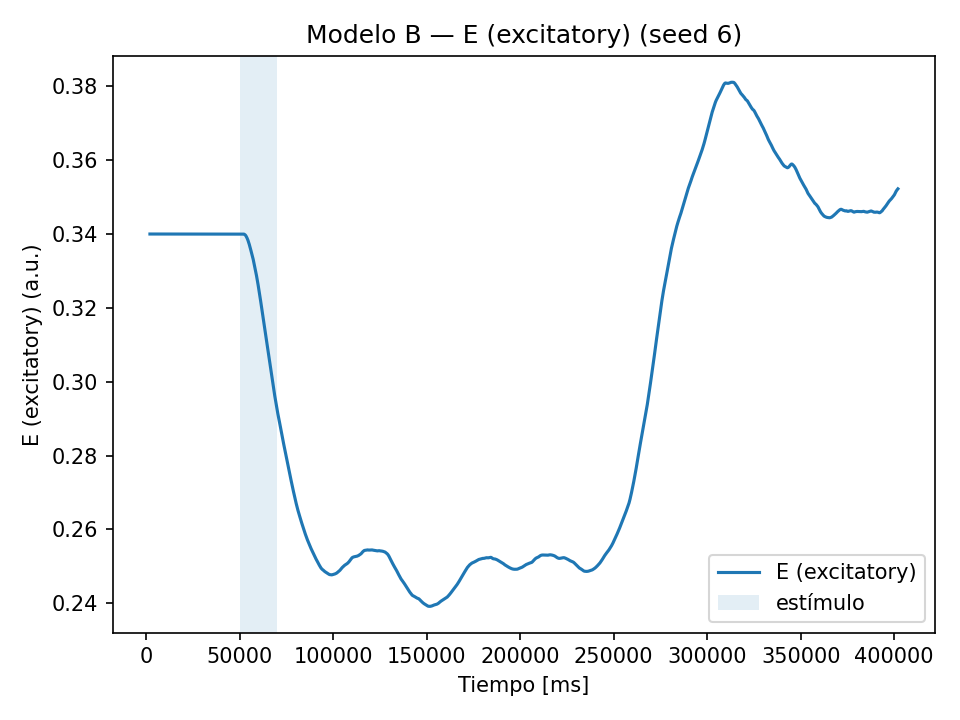 Modelo B — E (excitatory) (seed 6)
E (excitatory) (a.u.)
0.38
0.36
0.34
0.32
0.30
0.28
0.26
0.24
E (excitatory)
estímulo
0 50000 100000 150000 200000 250000 300000 350000 400000
Tiempo [ms]